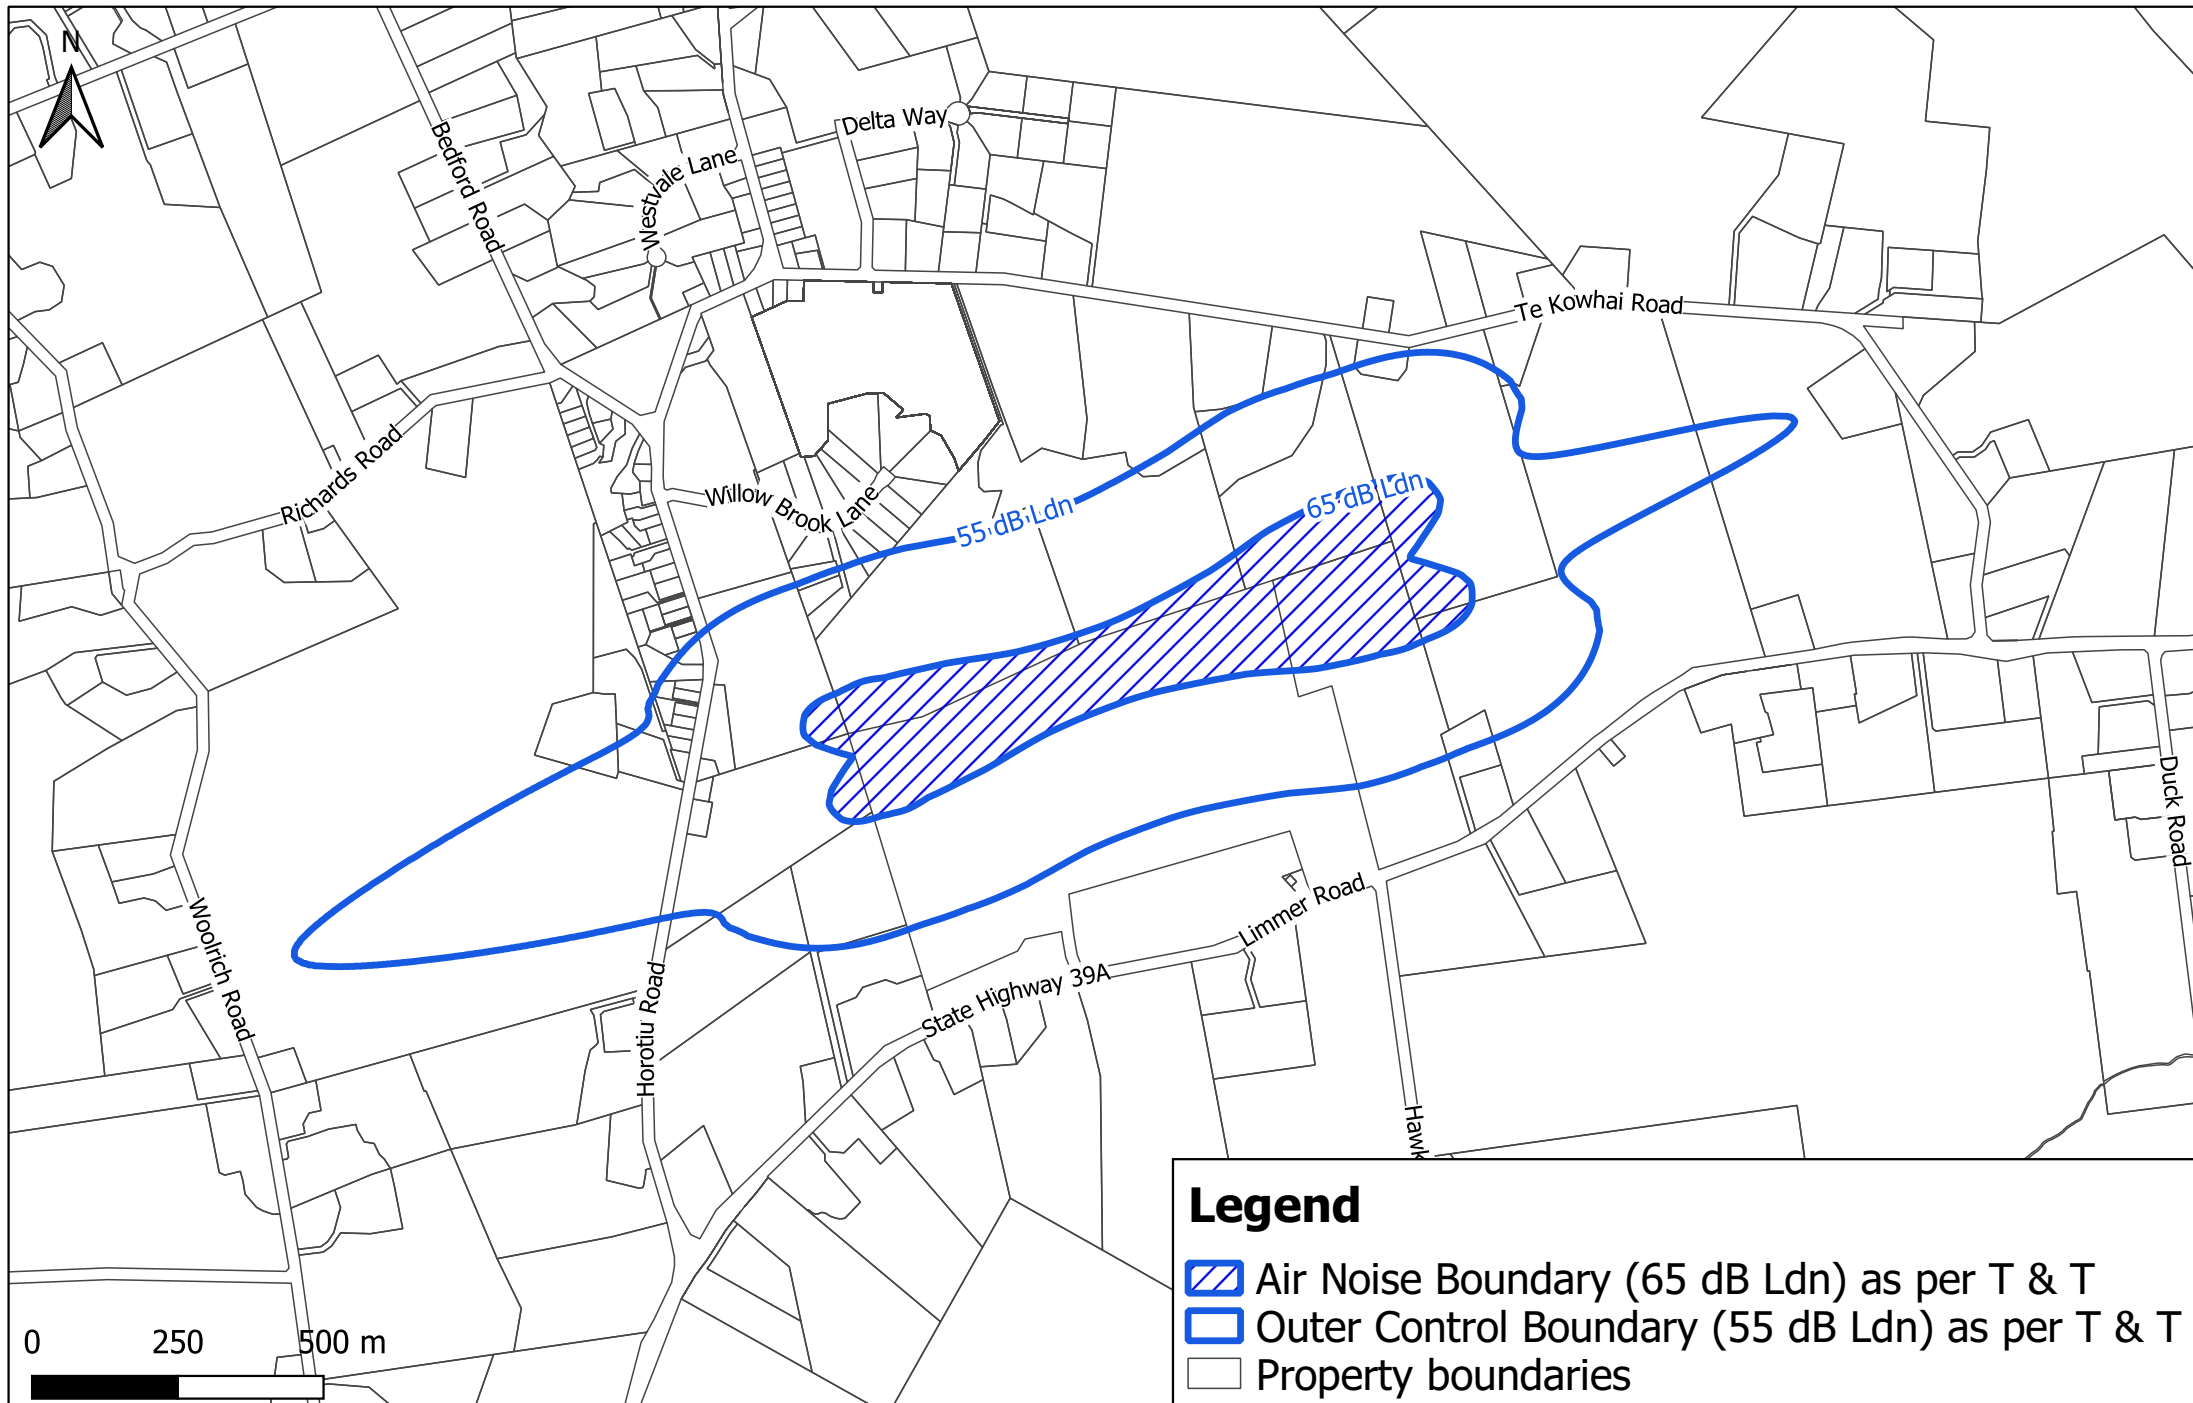 N
Delta Way
Bedford Road
Westvale Lane
Te Kowhai Road
Richards Road
Willow Brook Lane
55 dB Ldn
65 dB Ldn
Duck Road
Limmer Road
Woolrich Road
State Highway 39A
Horotiu Road
Hawk
Legend
Air Noise Boundary (65 dB Ldn) as per T & T
Outer Control Boundary (55 dB Ldn) as per T & T
Property boundaries
0 250 500 m